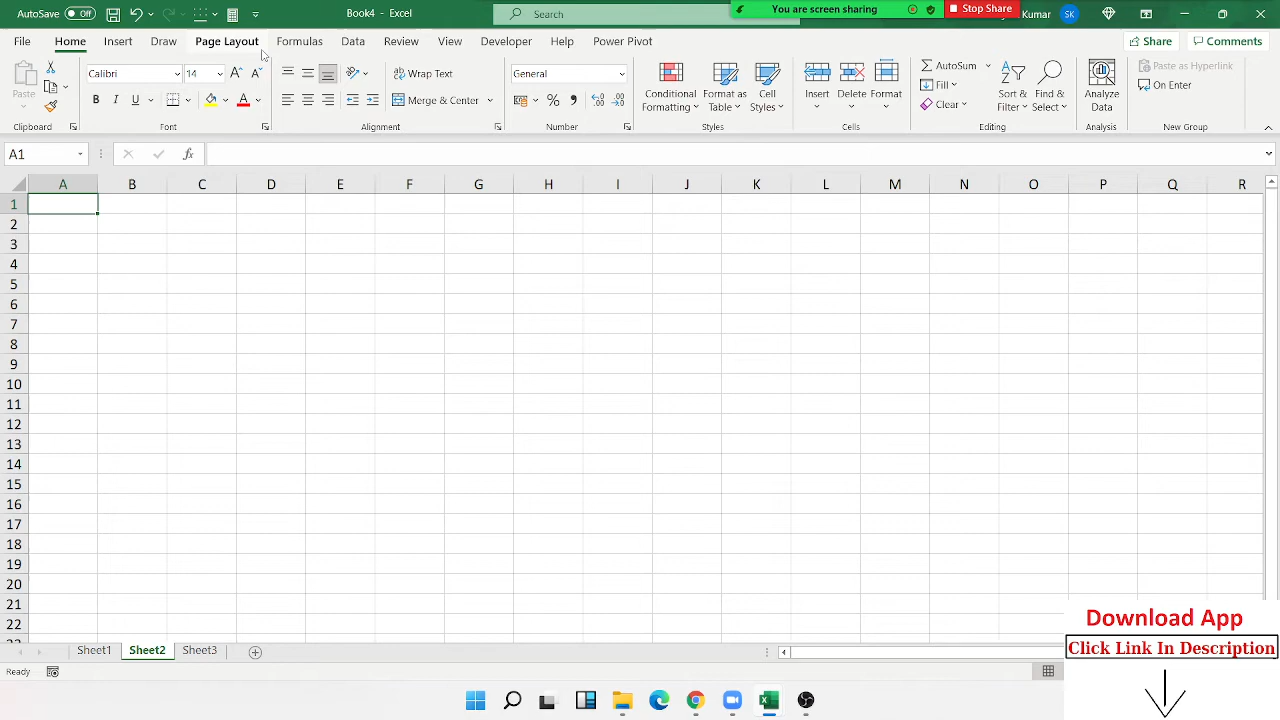 AutoSave Off Book4 - Excel Search You are screen sharing Stop Share Kumar SK
File Home Insert Draw Page Layout Formulas Data Review View Developer Help Power Pivot Share Comments
Paste Calibri 14 Wrap Text General Conditional Formatting Format as Table Cell Styles Insert Delete Format AutoSum Sort & Filter Find & Select Analyze Data Paste as Hyperlink
B I U A Merge & Center % Fill Clear On Enter
Clipboard Font Alignment Number Styles Cells Editing Analysis New Group
A1 fx
A B C D E F G H I J K L M N O P Q R
1
2
3
4
5
6
7
8
9
10
11
12
13
14
15
16
17
18
19
20
21
22
23
Download App
Click Link In Description
Sheet1 Sheet2 Sheet3
Ready